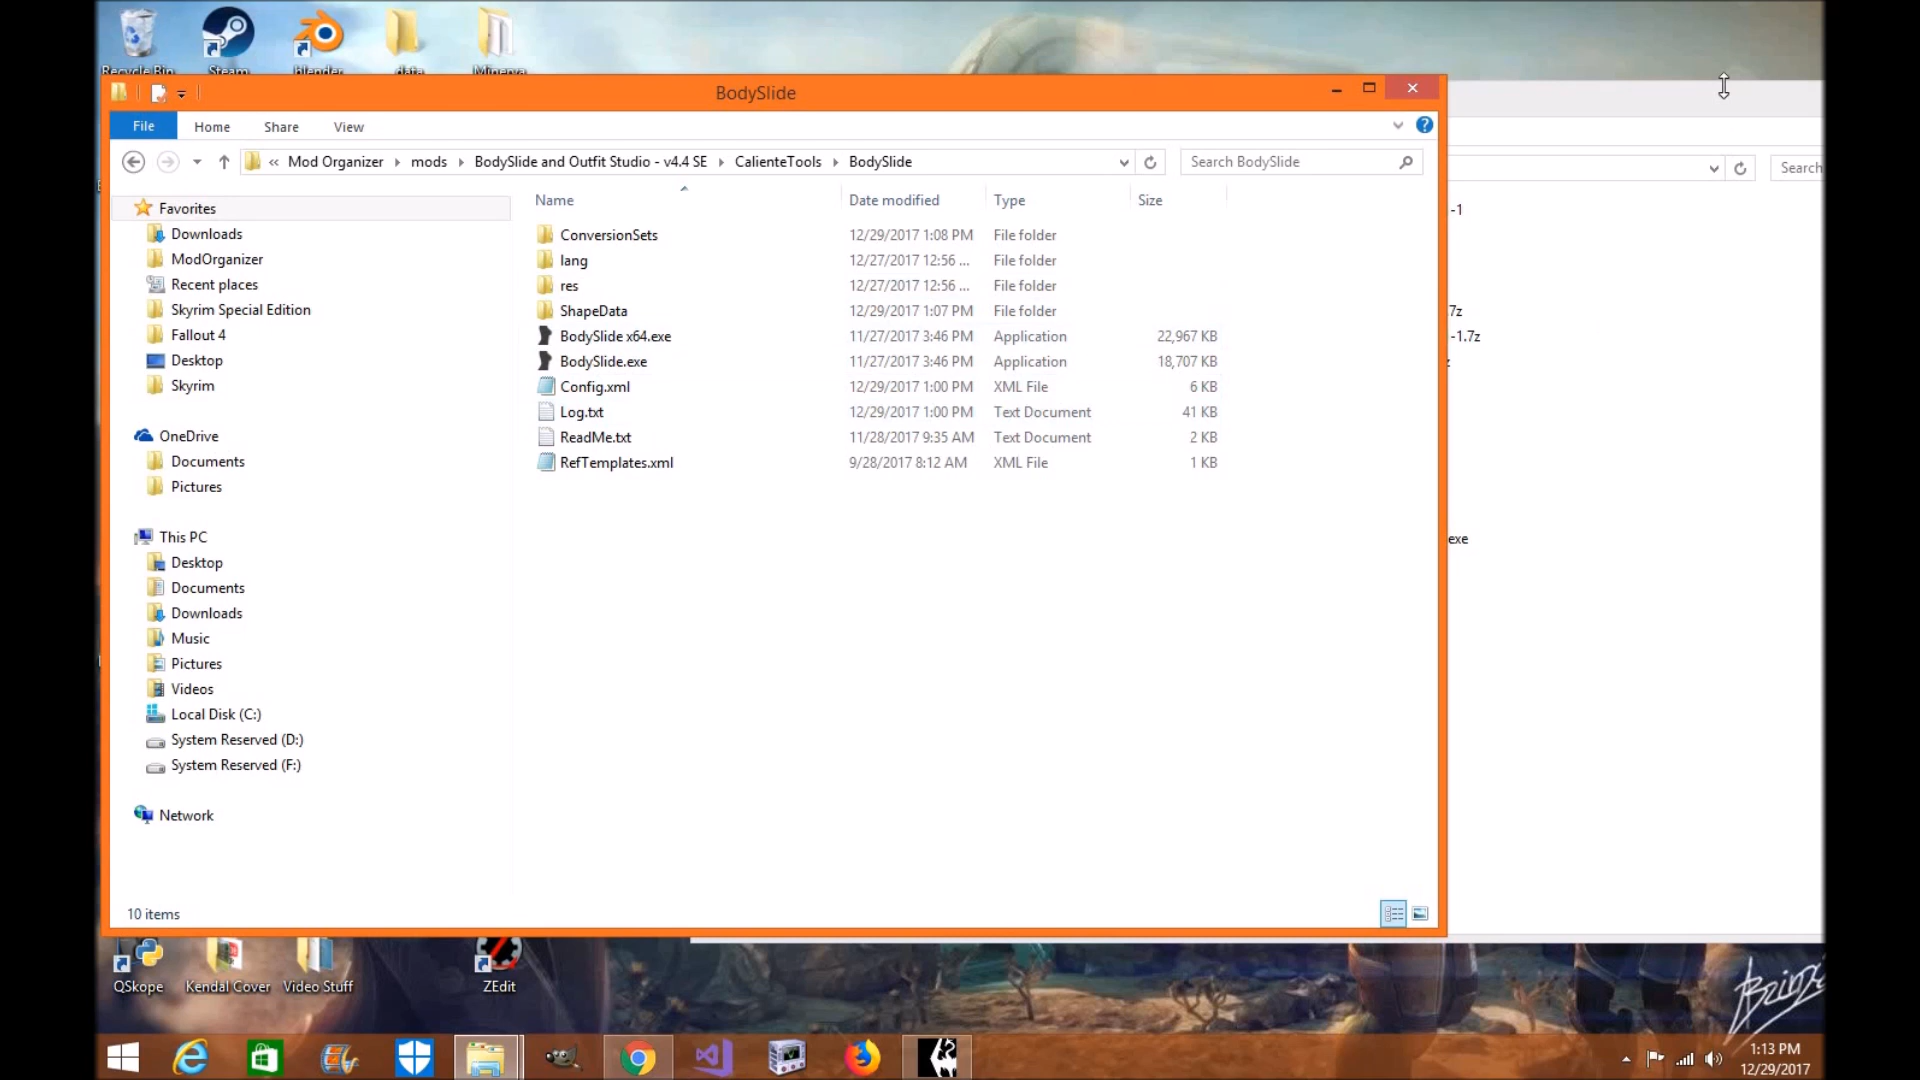 Recycle Bin
Steam
blender
data
Minerva
BodySlide
File
Home
Share
View
« Mod Organizer
mods
BodySlide and Outfit Studio - v4.4 SE
CalienteTools
BodySlide
Search BodySlide
Search
Favorites
Downloads
ModOrganizer
Recent places
Skyrim Special Edition
Fallout 4
Desktop
Skyrim
OneDrive
Documents
Pictures
This PC
Desktop
Documents
Downloads
Music
Pictures
Videos
Local Disk (C:)
System Reserved (D:)
System Reserved (F:)
Network
Name Date modified Type Size
ConversionSets 12/29/2017 1:08 PM File folder
lang 12/27/2017 12:56 ... File folder
res 12/27/2017 12:56 ... File folder
ShapeData 12/29/2017 1:07 PM File folder
BodySlide x64.exe 11/27/2017 3:46 PM Application 22,967 KB
BodySlide.exe 11/27/2017 3:46 PM Application 18,707 KB
Config.xml 12/29/2017 1:00 PM XML File 6 KB
Log.txt 12/29/2017 1:00 PM Text Document 41 KB
ReadMe.txt 11/28/2017 9:35 AM Text Document 2 KB
RefTemplates.xml 9/28/2017 8:12 AM XML File 1 KB
-1
7z
-1.7z
z
exe
10 items
QSkope
Kendal Cover
Video Stuff
ZEdit
1:13 PM
12/29/2017